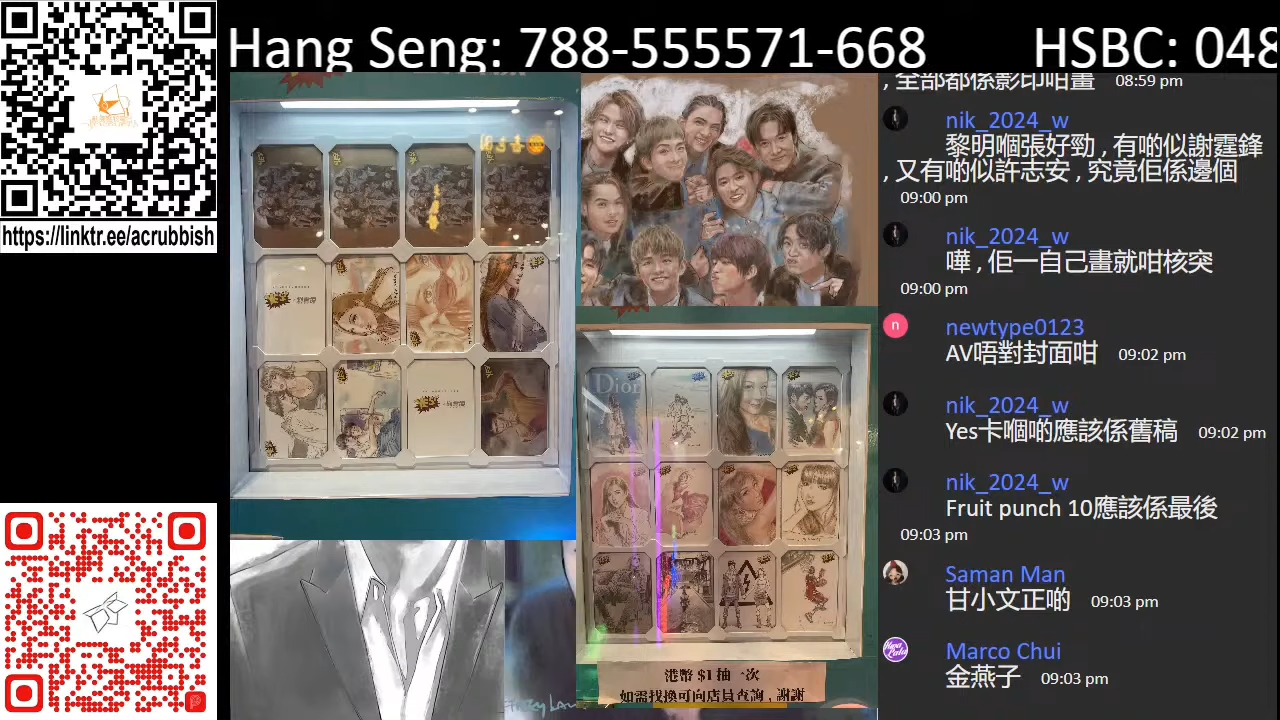 Hang Seng: 788-555571-668
HSBC: 048
https://linktr.ee/acrubbish
, 全部都係影印咁畫 08:59 pm
nik_2024_w
黎明嗰張好勁 , 有啲似謝霆鋒
, 又有啲似許志安 , 究竟佢係邊個
09:00 pm
nik_2024_w
嘩 , 佢一自己畫就咁核突
09:00 pm
newtype0123
AV唔對封面咁 09:02 pm
nik_2024_w
Yes卡嗰啲應該係舊稿 09:02 pm
nik_2024_w
Fruit punch 10應該係最後
09:03 pm
Saman Man
甘小文正啲 09:03 pm
Marco Chui
金燕子 09:03 pm
Dior
港幣 $1 抽一次
如需找換可向店員查詢 , 謝謝